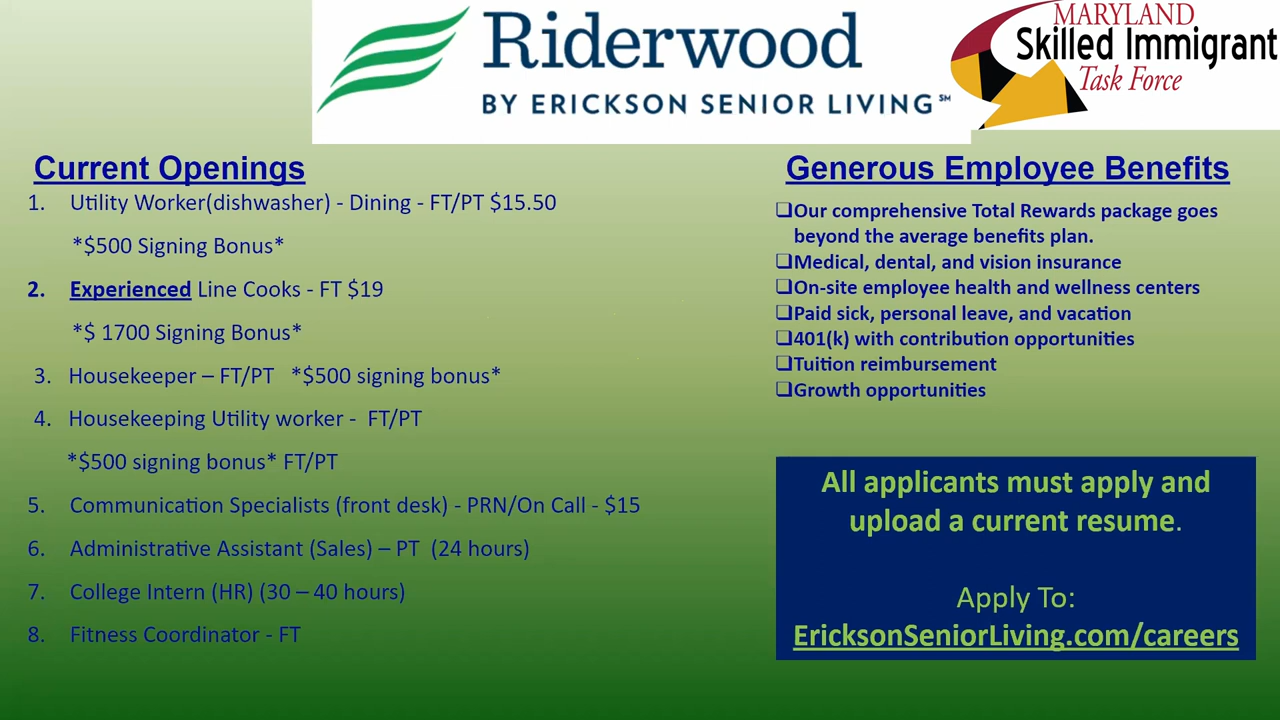 Riderwood
BY ERICKSON SENIOR LIVING℠
MARYLAND
Skilled Immigrant
Task Force
Current Openings
1. Utility Worker(dishwasher) - Dining - FT/PT $15.50
*$500 Signing Bonus*
2. Experienced Line Cooks - FT $19
*$ 1700 Signing Bonus*
3. Housekeeper – FT/PT *$500 signing bonus*
4. Housekeeping Utility worker - FT/PT
*$500 signing bonus* FT/PT
5. Communication Specialists (front desk) - PRN/On Call - $15
6. Administrative Assistant (Sales) – PT (24 hours)
7. College Intern (HR) (30 – 40 hours)
8. Fitness Coordinator - FT
Generous Employee Benefits
❑Our comprehensive Total Rewards package goes
beyond the average benefits plan.
❑Medical, dental, and vision insurance
❑On-site employee health and wellness centers
❑Paid sick, personal leave, and vacation
❑401(k) with contribution opportunities
❑Tuition reimbursement
❑Growth opportunities
All applicants must apply and
upload a current resume.
Apply To:
EricksonSeniorLiving.com/careers